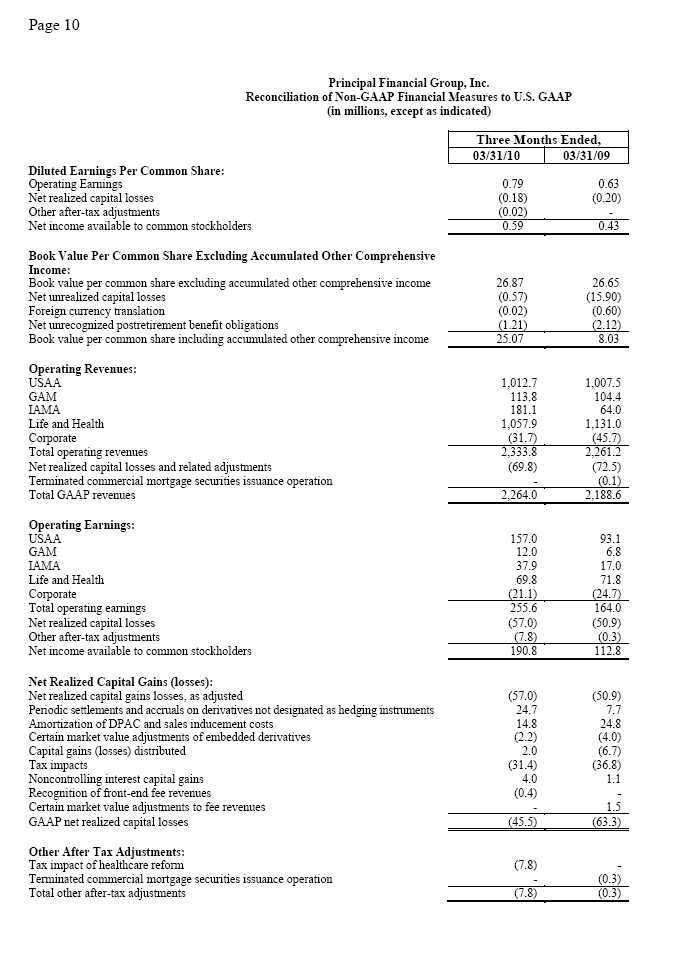 Page 10
Principal Financial Group, Inc.
Reconciliation of Non-GAAP Financial Measures to U.S. GAAP
(in millions, except as indicated)
Three Months Ended,
03/31/10 03/31/09
Diluted Earnings Per Common Share:
Operating Earnings 0.79 0.63
Net realized capital losses (0.18) (0.20)
Other after-tax adjustments (0.02) -
Net income available to common stockholders 0.59 0.43
Book Value Per Common Share Excluding Accumulated Other Comprehensive
Income:
Book value per common share excluding accumulated other comprehensive income 26.87 26.65
Net unrealized capital losses (0.57) (15.90)
Foreign currency translation (0.02) (0.60)
Net unrecognized postretirement benefit obligations (1.21) (2.12)
Book value per common share including accumulated other comprehensive income 25.07 8.03
Operating Revenues:
USAA 1,012.7 1,007.5
GAM 113.8 104.4
IAMA 181.1 64.0
Life and Health 1,057.9 1,131.0
Corporate (31.7) (45.7)
Total operating revenues 2,333.8 2,261.2
Net realized capital losses and related adjustments (69.8) (72.5)
Terminated commercial mortgage securities issuance operation - (0.1)
Total GAAP revenues 2,264.0 2,188.6
Operating Earnings:
USAA 157.0 93.1
GAM 12.0 6.8
IAMA 37.9 17.0
Life and Health 69.8 71.8
Corporate (21.1) (24.7)
Total operating earnings 255.6 164.0
Net realized capital losses (57.0) (50.9)
Other after-tax adjustments (7.8) (0.3)
Net income available to common stockholders 190.8 112.8
Net Realized Capital Gains (losses):
Net realized capital gains losses, as adjusted (57.0) (50.9)
Periodic settlements and accruals on derivatives not designated as hedging instruments 24.7 7.7
Amortization of DPAC and sales inducement costs 14.8 24.8
Certain market value adjustments of embedded derivatives (2.2) (4.0)
Capital gains (losses) distributed 2.0 (6.7)
Tax impacts (31.4) (36.8)
Noncontrolling interest capital gains 4.0 1.1
Recognition of front-end fee revenues (0.4) -
Certain market value adjustments to fee revenues - 1.5
GAAP net realized capital losses (45.5) (63.3)
Other After Tax Adjustments:
Tax impact of healthcare reform (7.8) -
Terminated commercial mortgage securities issuance operation - (0.3)
Total other after-tax adjustments (7.8) (0.3)